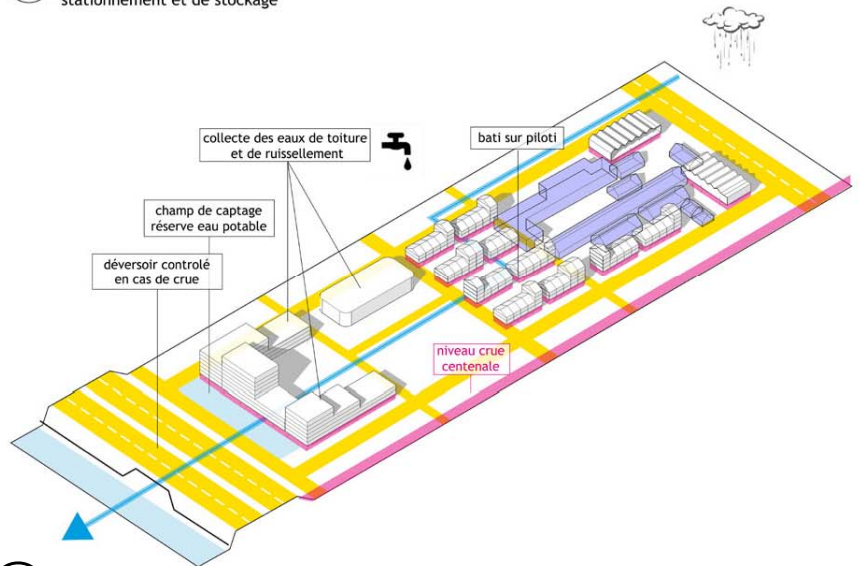 stationnement et de stockage
collecte des eaux de toiture
et de ruissellement
bati sur piloti
champ de captage
réserve eau potable
déversoir controlé
en cas de crue
niveau crue
centenale